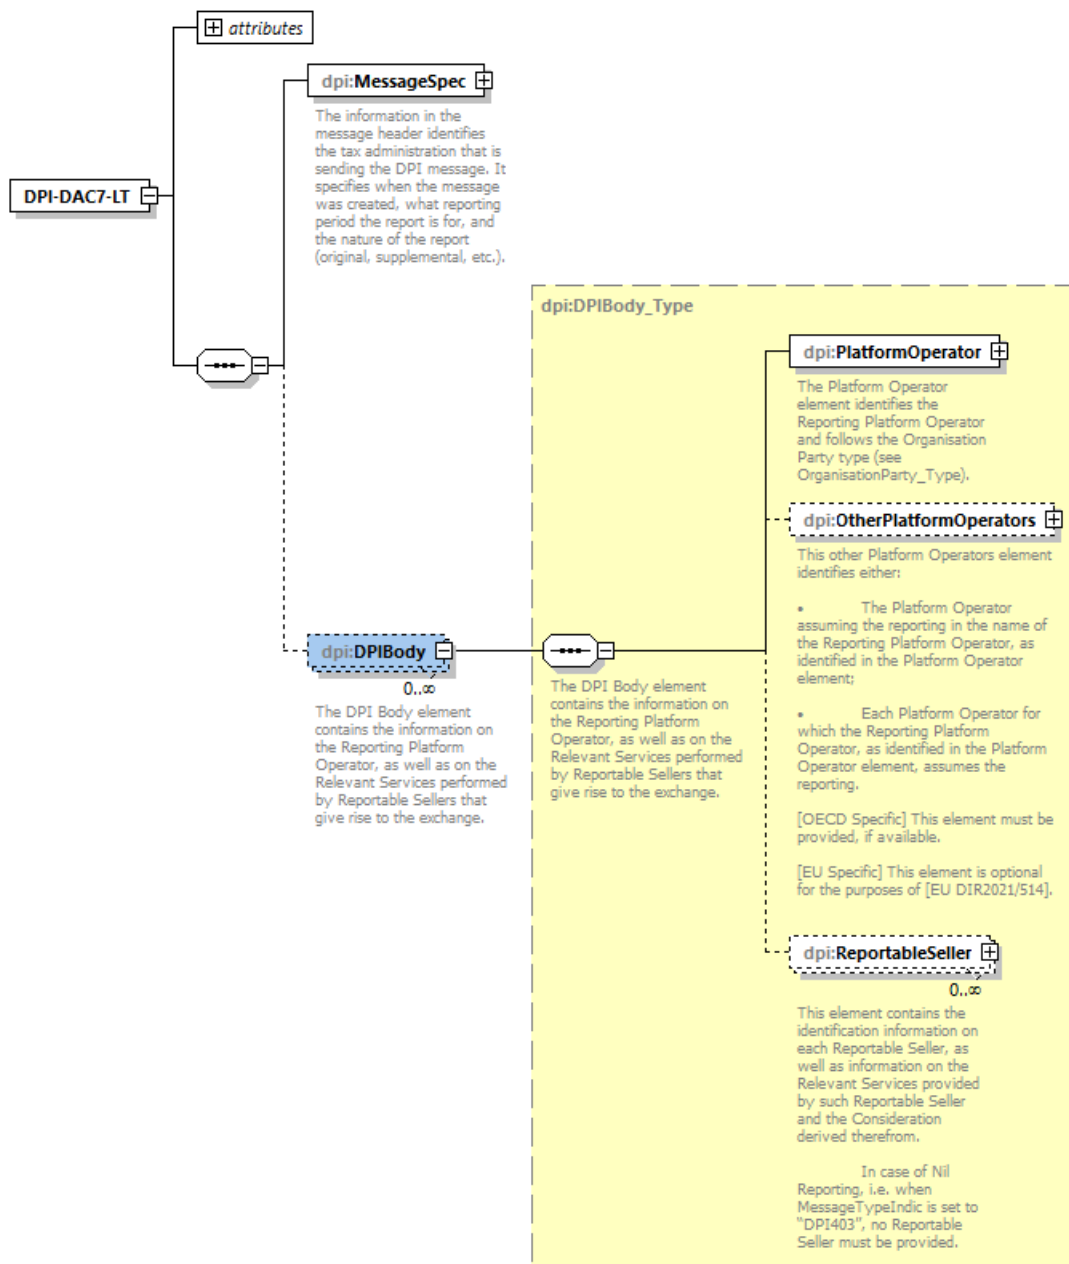 attributes
dpi:MessageSpec
The information in the
message header identifies
the tax administration that is
sending the DPI message. It
specifies when the message
was created, what reporting
period the report is for, and
the nature of the report
(original, supplemental, etc.).
DPI-DAC7-LT
dpi:DPIBody_Type
dpi:PlatformOperator
The Platform Operator
element identifies the
Reporting Platform Operator
and follows the Organisation
Party type (see
OrganisationParty_Type).
dpi:OtherPlatformOperators
This other Platform Operators element
identifies either:
• The Platform Operator
assuming the reporting in the name of
the Reporting Platform Operator, as
identified in the Platform Operator
element;
• Each Platform Operator for
which the Reporting Platform
Operator, as identified in the Platform
Operator element, assumes the
reporting.
[OECD Specific] This element must be
provided, if available.
[EU Specific] This element is optional
for the purposes of [EU DIR2021/514].
dpi:DPIBody
0..∞
The DPI Body element
contains the information on
the Reporting Platform
Operator, as well as on the
Relevant Services performed
by Reportable Sellers that
give rise to the exchange.
The DPI Body element
contains the information on
the Reporting Platform
Operator, as well as on the
Relevant Services performed
by Reportable Sellers that
give rise to the exchange.
dpi:ReportableSeller
0..∞
This element contains the
identification information on
each Reportable Seller, as
well as information on the
Relevant Services provided
by such Reportable Seller
and the Consideration
derived therefrom.
In case of Nil
Reporting, i.e. when
MessageTypeIndic is set to
"DPI403", no Reportable
Seller must be provided.